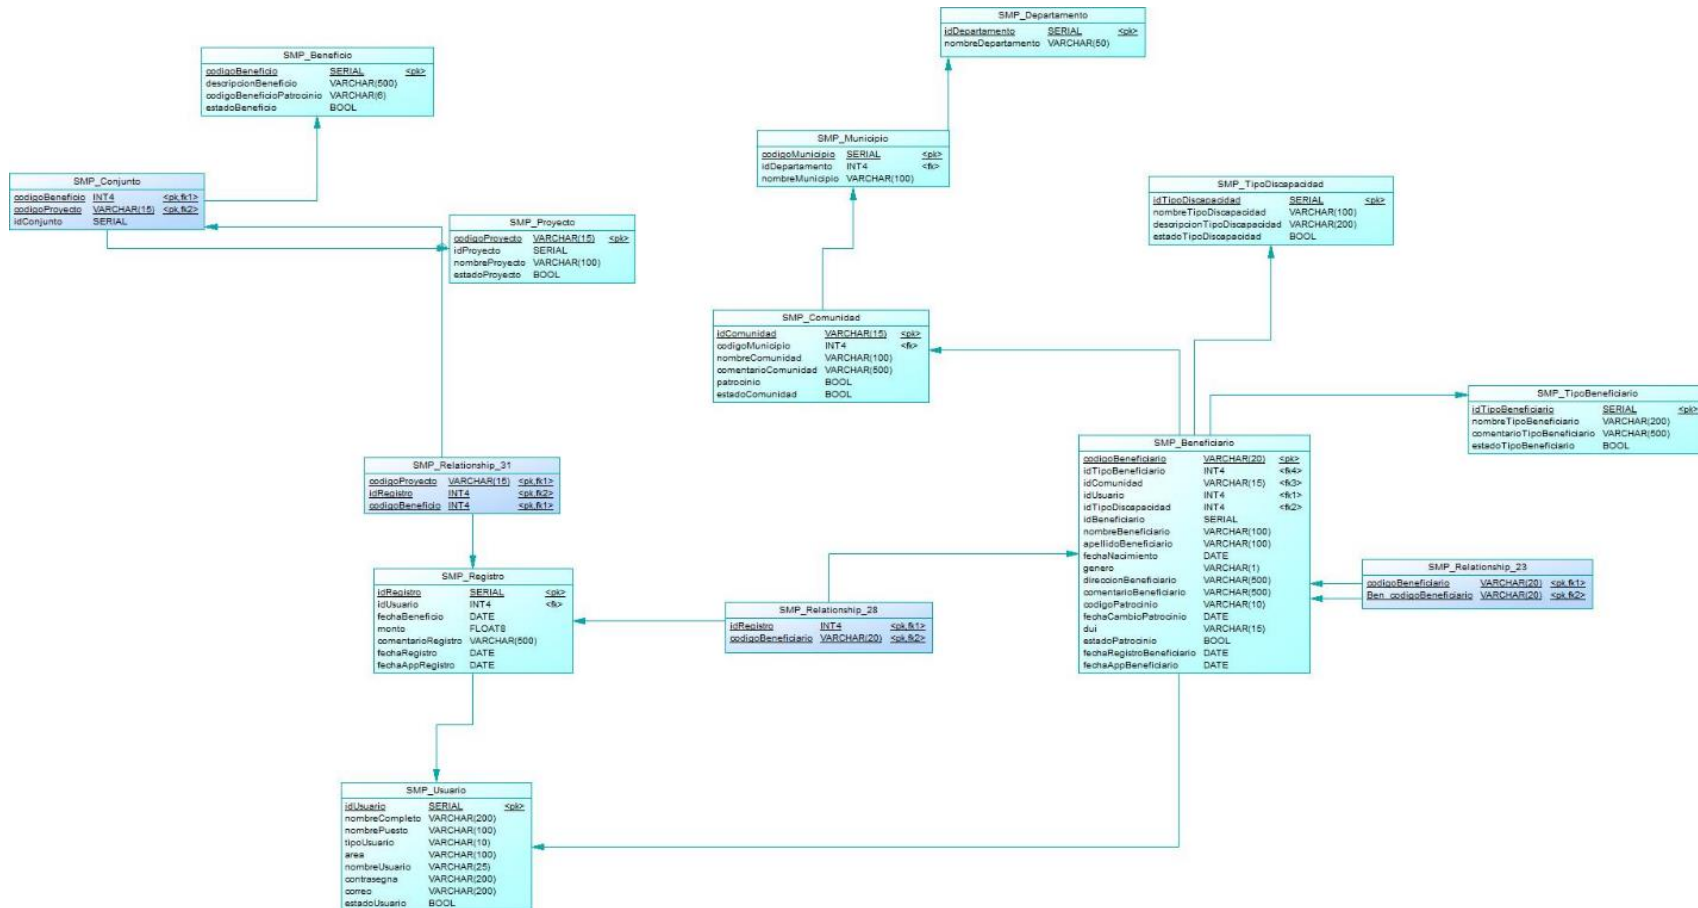 SMP_Departamento
idDepartamento SERIAL <pk>
nombreDepartamento VARCHAR(50)
SMP_Beneficio
codigoBeneficio SERIAL <pk>
descripcionBeneficio VARCHAR(500)
codigoBeneficioPatrocinio VARCHAR(6)
estadoBeneficio BOOL
SMP_Municipio
codigoMunicipio SERIAL <pk>
idDepartamento INT4 <fk>
nombreMunicipio VARCHAR(100)
SMP_Conjunto
codigoBeneficio INT4 <pk,fk1>
codigoProyecto VARCHAR(15) <pk,fk2>
idConjunto SERIAL
SMP_TipoDiscapacidad
idTipoDiscapacidad SERIAL <pk>
nombreTipoDiscapacidad VARCHAR(100)
descripcionTipoDiscapacidad VARCHAR(200)
estadoTipoDiscapacidad BOOL
SMP_Proyecto
codigoProyecto VARCHAR(15) <pk>
idProyecto SERIAL
nombreProyecto VARCHAR(100)
estadoProyecto BOOL
SMP_Comunidad
idComunidad VARCHAR(15) <pk>
codigoMunicipio INT4 <fk>
nombreComunidad VARCHAR(100)
comentarioComunidad VARCHAR(500)
patrocinio BOOL
estadoComunidad BOOL
SMP_TipoBeneficiario
idTipoBeneficiario SERIAL <pk>
nombreTipoBeneficiario VARCHAR(200)
comentarioTipoBeneficiario VARCHAR(500)
estadoTipoBeneficiario BOOL
SMP_Beneficiario
codigoBeneficiario VARCHAR(20) <pk>
idTipoBeneficiario INT4 <fk4>
idComunidad VARCHAR(15) <fk3>
idUsuario INT4 <fk1>
idTipoDiscapacidad INT4 <fk2>
idBeneficiario SERIAL
nombreBeneficiario VARCHAR(100)
apellidoBeneficiario VARCHAR(100)
fechaNacimiento DATE
genero VARCHAR(1)
direccionBeneficiario VARCHAR(500)
comentarioBeneficiario VARCHAR(500)
codigoPatrocinio VARCHAR(10)
fechaCambioPatrocinio DATE
dui VARCHAR(15)
estadoPatrocinio BOOL
fechaRegistroBeneficiario DATE
fechaAppBeneficiario DATE
SMP_Relationship_31
codigoProyecto VARCHAR(15) <pk,fk1>
idRegistro INT4 <pk,fk2>
codigoBeneficio INT4 <pk,fk1>
SMP_Relationship_23
codigoBeneficiario VARCHAR(20) <pk,fk1>
Ben_codigoBeneficiario VARCHAR(20) <pk,fk2>
SMP_Registro
idRegistro SERIAL <pk>
idUsuario INT4 <fk>
fechaBeneficio DATE
monto FLOAT8
comentarioRegistro VARCHAR(500)
fechaRegistro DATE
fechaAppRegistro DATE
SMP_Relationship_28
idRegistro INT4 <pk,fk1>
codigoBeneficiario VARCHAR(20) <pk,fk2>
SMP_Usuario
idUsuario SERIAL <pk>
nombreCompleto VARCHAR(200)
nombrePuesto VARCHAR(100)
tipoUsuario VARCHAR(10)
area VARCHAR(100)
nombreUsuario VARCHAR(25)
contrasegna VARCHAR(200)
correo VARCHAR(200)
estadoUsuario BOOL